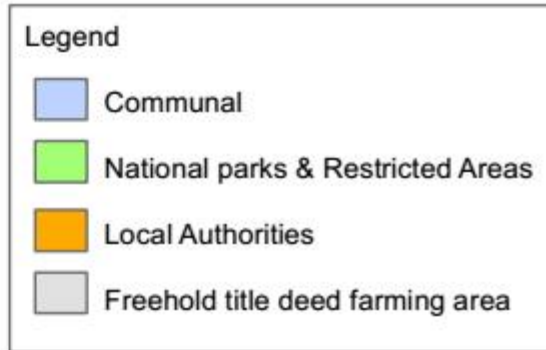 Legend
Communal
National parks & Restricted Areas
Local Authorities
Freehold title deed farming area